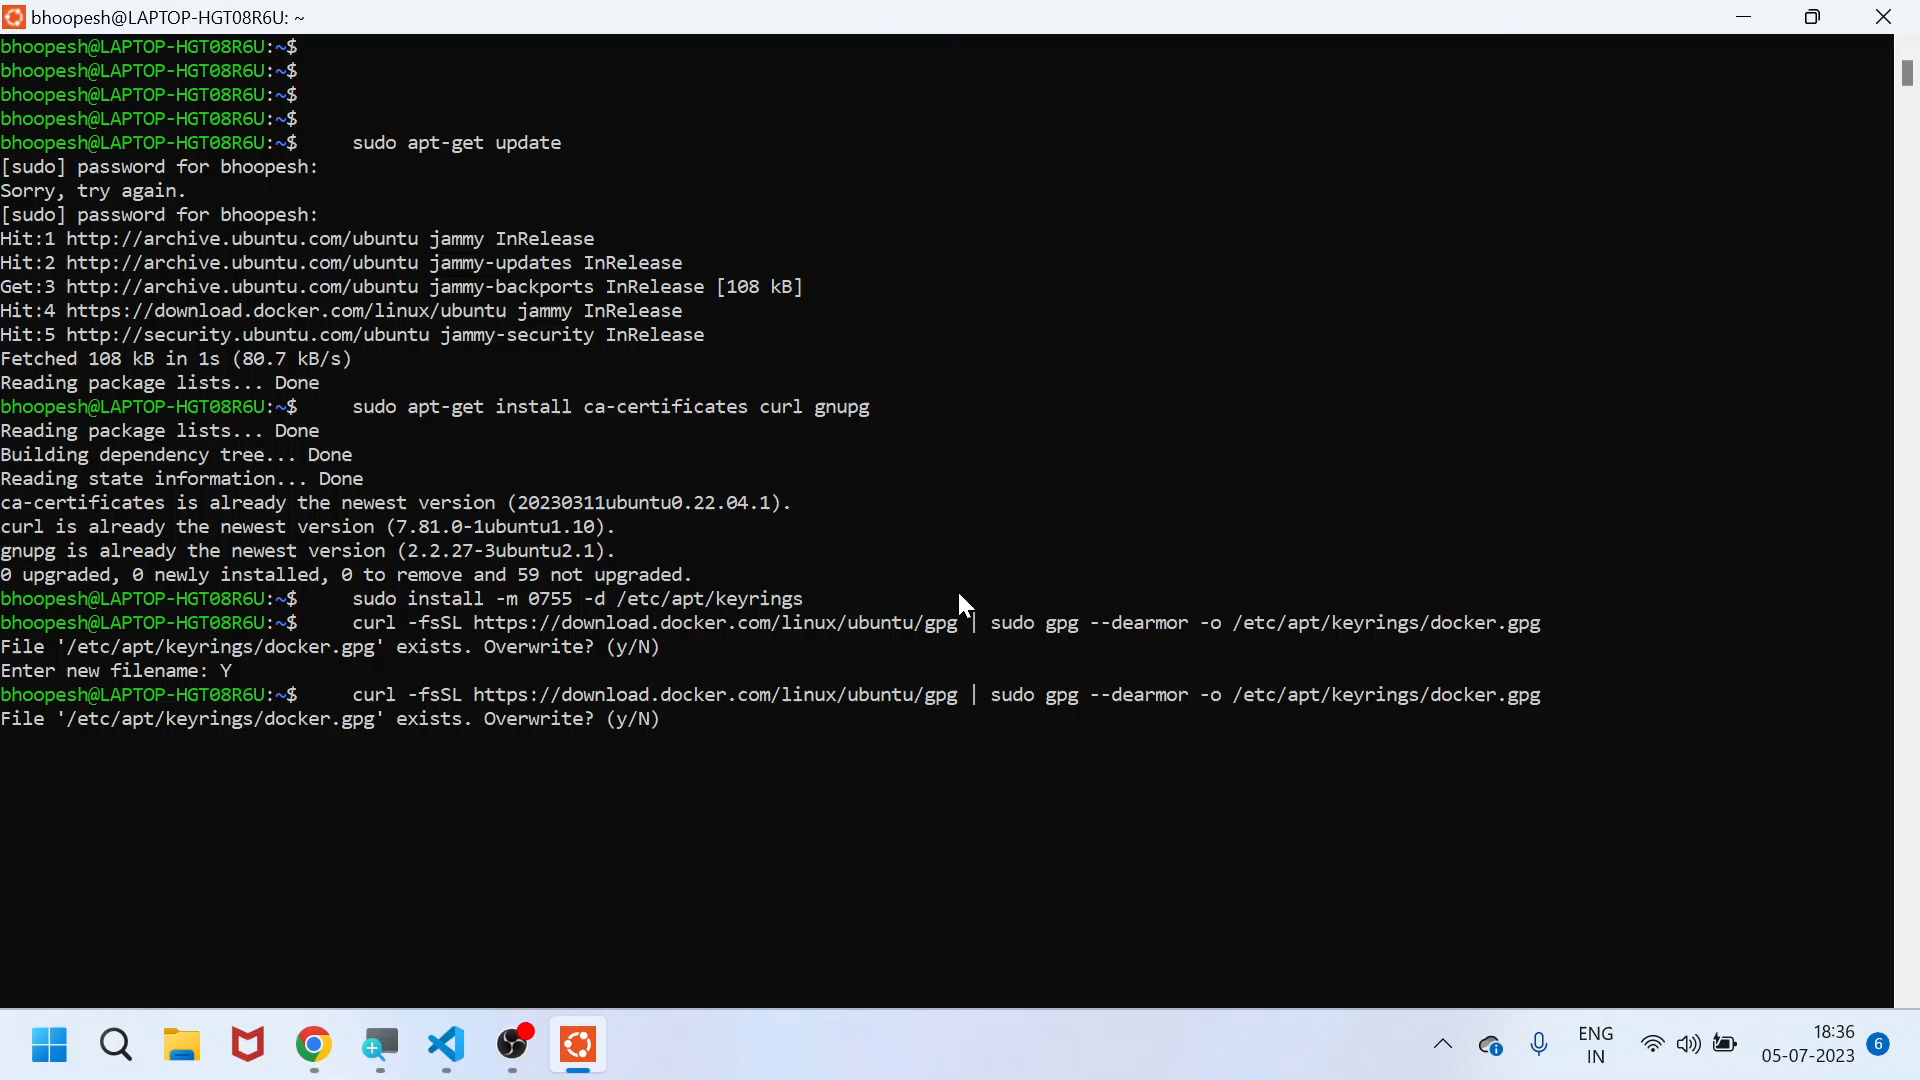 bhoopesh@LAPTOP-HGT08R6U: ~
bhoopesh@LAPTOP-HGT08R6U:~$
bhoopesh@LAPTOP-HGT08R6U:~$
bhoopesh@LAPTOP-HGT08R6U:~$
bhoopesh@LAPTOP-HGT08R6U:~$
bhoopesh@LAPTOP-HGT08R6U:~$     sudo apt-get update
[sudo] password for bhoopesh:
Sorry, try again.
[sudo] password for bhoopesh:
Hit:1 http://archive.ubuntu.com/ubuntu jammy InRelease
Hit:2 http://archive.ubuntu.com/ubuntu jammy-updates InRelease
Get:3 http://archive.ubuntu.com/ubuntu jammy-backports InRelease [108 kB]
Hit:4 https://download.docker.com/linux/ubuntu jammy InRelease
Hit:5 http://security.ubuntu.com/ubuntu jammy-security InRelease
Fetched 108 kB in 1s (80.7 kB/s)
Reading package lists... Done
bhoopesh@LAPTOP-HGT08R6U:~$     sudo apt-get install ca-certificates curl gnupg
Reading package lists... Done
Building dependency tree... Done
Reading state information... Done
ca-certificates is already the newest version (20230311ubuntu0.22.04.1).
curl is already the newest version (7.81.0-1ubuntu1.10).
gnupg is already the newest version (2.2.27-3ubuntu2.1).
0 upgraded, 0 newly installed, 0 to remove and 59 not upgraded.
bhoopesh@LAPTOP-HGT08R6U:~$     sudo install -m 0755 -d /etc/apt/keyrings
bhoopesh@LAPTOP-HGT08R6U:~$     curl -fsSL https://download.docker.com/linux/ubuntu/gpg | sudo gpg --dearmor -o /etc/apt/keyrings/docker.gpg
File '/etc/apt/keyrings/docker.gpg' exists. Overwrite? (y/N)
Enter new filename: Y
bhoopesh@LAPTOP-HGT08R6U:~$     curl -fsSL https://download.docker.com/linux/ubuntu/gpg | sudo gpg --dearmor -o /etc/apt/keyrings/docker.gpg
File '/etc/apt/keyrings/docker.gpg' exists. Overwrite? (y/N)
ENG
IN
18:36
05-07-2023
6